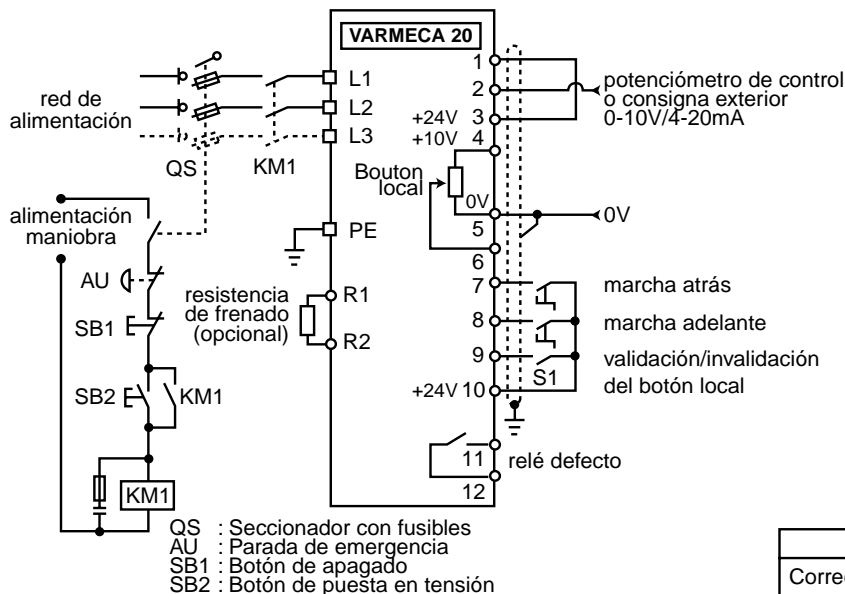 VARMECA 20
red de
alimentación
L1
L2
L3
QS
KM1
alimentación
maniobra
PE
AU
SB1
SB2
KM1
KM1
resistencia
de frenado
(opcional)
R1
R2
1
2
+24V 3
+10V 4
Bouton
local
0V
5
6
7
8
9
+24V 10
11
12
potenciómetro de control
o consigna exterior
0-10V/4-20mA
0V
marcha atrás
marcha adelante
validación/invalidación
del botón local
S1
relé defecto
QS : Seccionador con fusibles
AU : Parada de emergencia
SB1 : Botón de apagado
SB2 : Botón de puesta en tensión